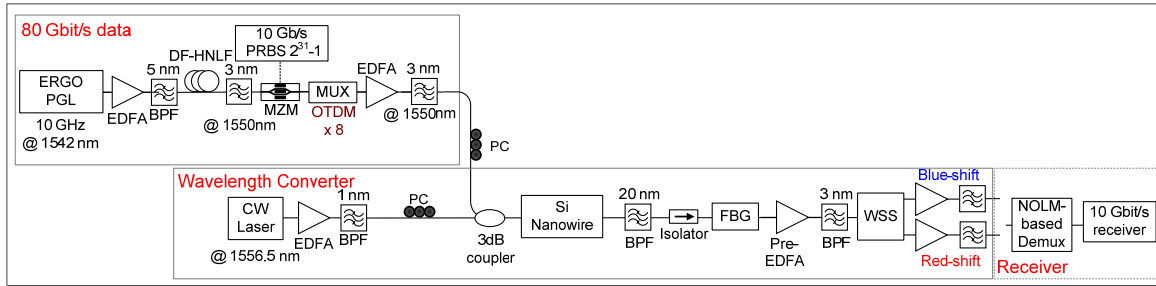 80 Gbit/s data
10 Gb/s
PRBS 2^31-1
DF-HNLF
5 nm
3 nm
EDFA
3 nm
ERGO
PGL
MUX
EDFA
BPF
MZM
OTDM
x 8
10 GHz
@ 1542 nm
@ 1550nm
@ 1550nm
PC
Wavelength Converter
Blue-shift
1 nm
PC
20 nm
3 nm
CW
Laser
Si
Nanowire
FBG
WSS
NOLM-
based
Demux
10 Gbit/s
receiver
EDFA
BPF
@ 1556.5 nm
3dB
coupler
BPF
Isolator
Pre-
EDFA
BPF
Red-shift
Receiver